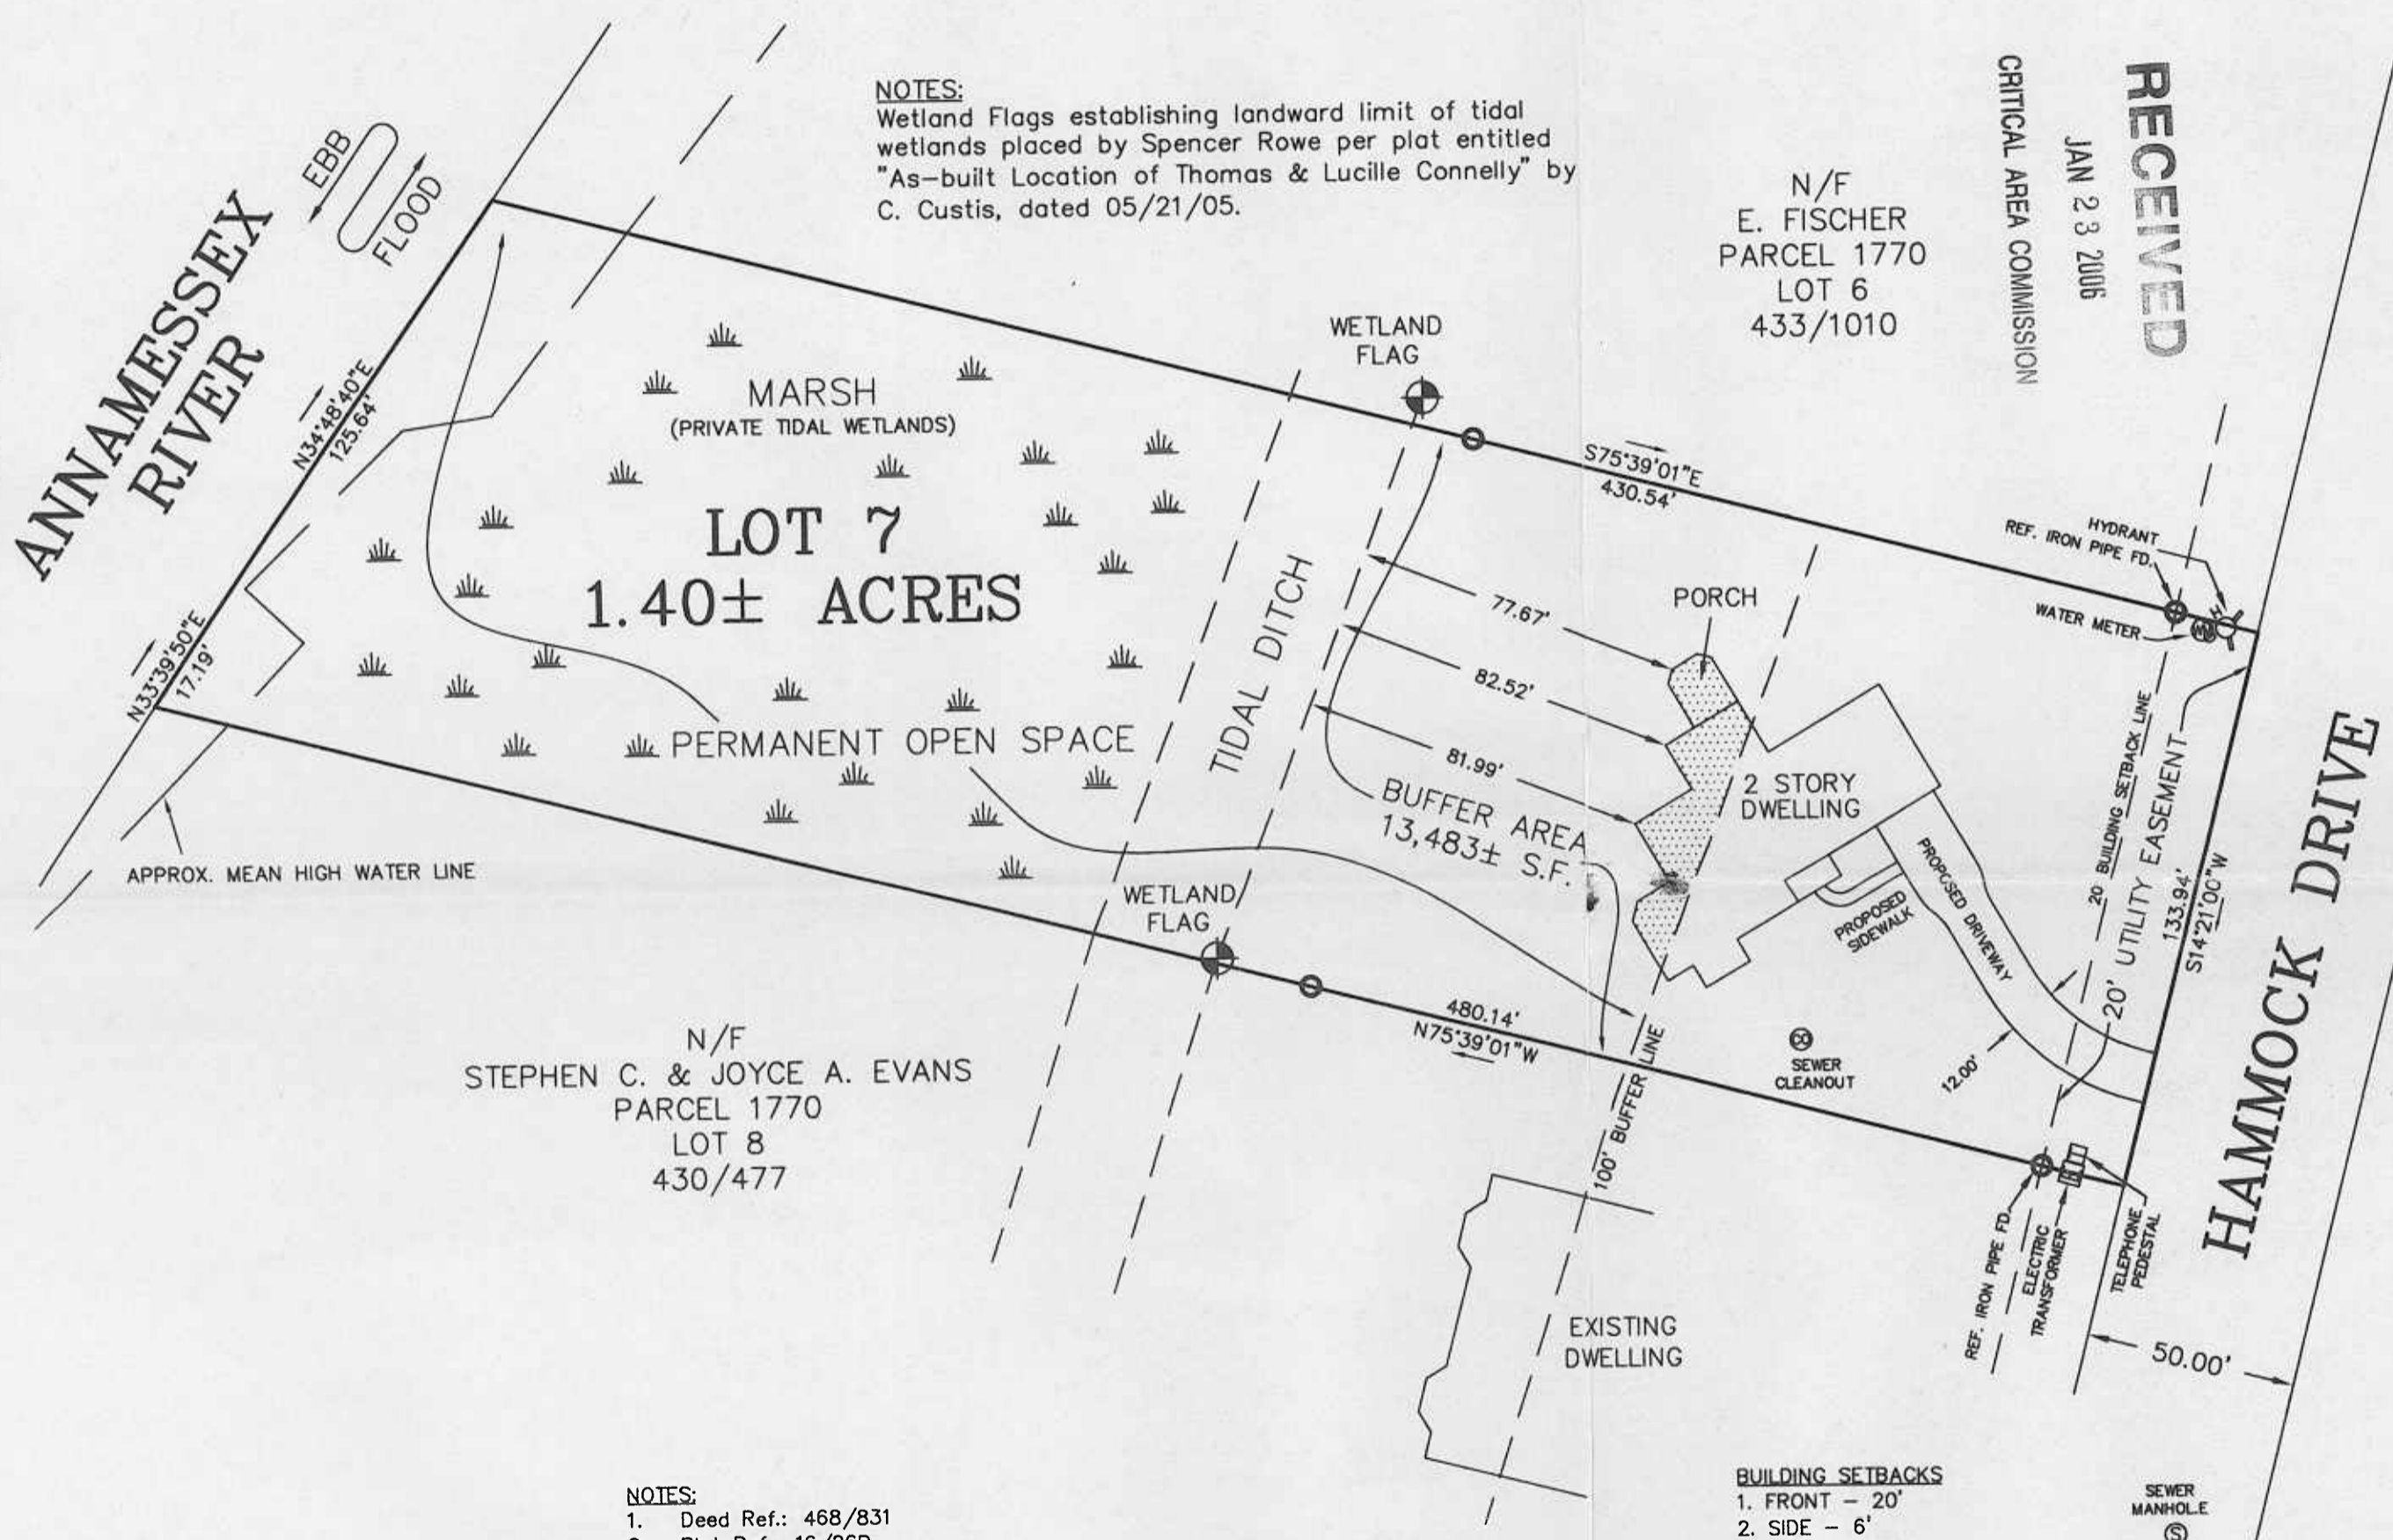 NOTES:
Wetland Flags establishing landward limit of tidal
wetlands placed by Spencer Rowe per plat entitled
"As-built Location of Thomas & Lucille Connelly" by
C. Custis, dated 05/21/05.
RECEIVED
JAN 23 2006
CRITICAL AREA COMMISSION
N/F
E. FISCHER
PARCEL 1770
LOT 6
433/1010
EBB
FLOOD
ANNAMESSEX
RIVER
N34°48'40"E
125.64'
N33°39'50"E
17.19'
MARSH
(PRIVATE TIDAL WETLANDS)
LOT 7
1.40± ACRES
PERMANENT OPEN SPACE
TIDAL DITCH
WETLAND
FLAG
S75°39'01"E
430.54'
HYDRANT
REF. IRON PIPE FD.
H
WATER METER
W
PORCH
77.67'
82.52'
81.99'
BUFFER AREA
13,483± S.F.
2 STORY
DWELLING
PROPOSED
SIDEWALK
PROPOSED DRIVEWAY
20' BUILDING SETBACK LINE
20' UTILITY EASEMENT
133.94'
S14°21'00"W
HAMMOCK DRIVE
APPROX. MEAN HIGH WATER LINE
WETLAND
FLAG
480.14'
N75°39'01"W
100' BUFFER LINE
CO
SEWER
CLEANOUT
12.00'
N/F
STEPHEN C. & JOYCE A. EVANS
PARCEL 1770
LOT 8
430/477
REF. IRON PIPE FD.
ELECTRIC
TRANSFORMER
TELEPHONE
PEDESTAL
50.00'
EXISTING
DWELLING
NOTES:
1. Deed Ref.: 468/831
BUILDING SETBACKS
1. FRONT - 20'
2. SIDE - 6'
SEWER
MANHOLE
S